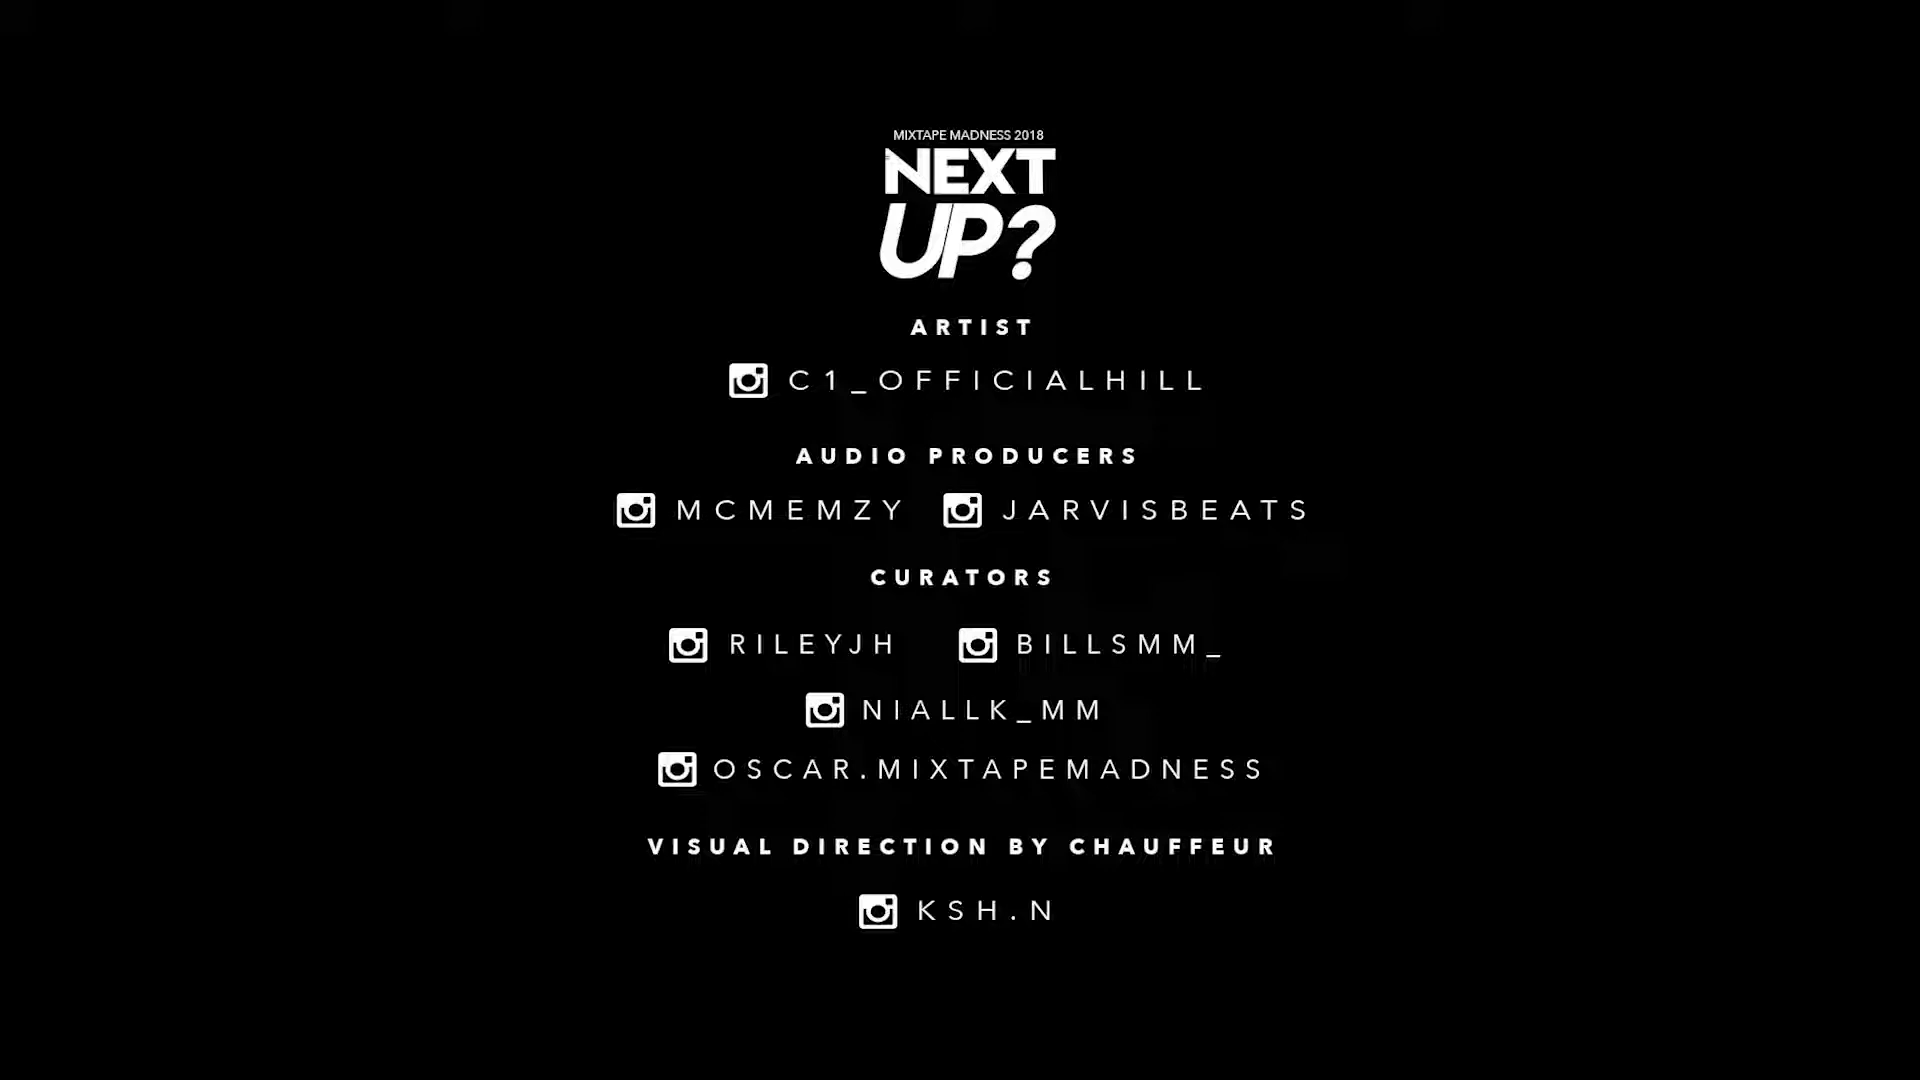 MIXTAPE MADNESS 2018
NEXT
UP?
ARTIST
C1_OFFICIALHILL
AUDIO PRODUCERS
MCMEMZY JARVISBEATS
CURATORS
RILEYJH BILLSMM_
NIALLK_MM
OSCAR.MIXTAPEMADNESS
VISUAL DIRECTION BY CHAUFFEUR
KSH.N